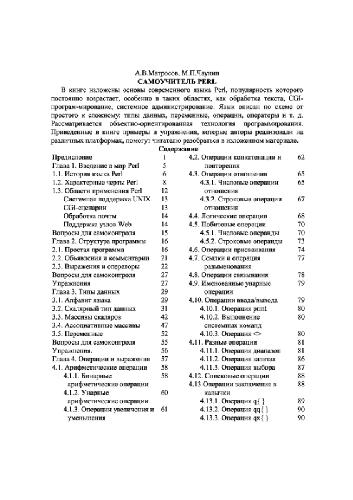 А.В.Матросов, М.П.Чаунин
САМОУЧИТЕЛЬ PERL
В книге изложены основы современного языка Perl, популярность которого
постоянно возрастает, особенно в таких областях, как обработка текста, CGI-
програм-мирование, системное администрирование. Язык описан по схеме от
простого к сложному: типы данных, переменные, операции, операторы и т. д.
Рассматривается объектно-ориентированная технология программирования.
Приведенные в книге примеры и упражнения, которые авторы реализовали на
различных платформах, помогут читателю разобраться в изложенном материале.
Содержание
Предисловие 1
Глава 1. Введение в мир Perl 5
1.1. История языка Perl 6
1.2. Характерные черты Perl 8
1.3. Области применения Perl 12
Системная поддержка UNIX 13
CGI-сценарии 13
Обработка почты 14
Поддержка узлов Web 14
Вопросы для самоконтроля 15
Глава 2. Структура программы 16
2.1. Простая программа 16
2.2. Объявления и комментарии 21
2.3. Выражения и операторы 22
Вопросы для самоконтроля 27
Упражнения 27
Глава 3. Типы данных 29
3.1. Алфавит языка 29
3.2. Скалярный тип данных 31
3.3. Массивы скаляров 42
3.4. Ассоциативные массивы 47
3.5. Переменные 52
Вопросы для самоконтроля 55
Упражнения. 56
Глава 4. Операции и выражения 57
4.1. Арифметические операции 58
4.1.1. Бинарные 58
арифметические операции
4.1.2. Унарные 60
арифметические операции
4.1.3. Операции увеличения и 61
уменьшения
4.2. Операции конкатенации и 62
повторения
4.3. Операции отношения 65
4.3.1. Числовые операции 65
отношения
4.3.2. Строковые операции 67
отношения
4.4. Логические операции 68
4.5. Побитовые операции 70
4.5.1. Числовые операнды 70
4.5.2. Строковые операнды 73
4.6. Операции присваивания 74
4.7. Ссылки и операция 77
разыменования
4.8. Операции связывания 78
4.9. Именованные унарные 79
операции
4.10. Операции ввода/вывода 79
4.10.1. Операция print 80
4.10.2. Выполнение 80
системных команд
4.10.3. Операция <> 80
4.11. Разные операции 81
4.11.1. Операция диапазон 81
4.11.2. Операция запятая 86
4.11.3. Операция выбора 87
4.12. Списковые операции 88
4.13 Операции заключения в 88
кавычки
4.13.1. Операция q{ } 89
4.13.2. Операция qq{ } 90
4.13.3. Операция qx{ } 90